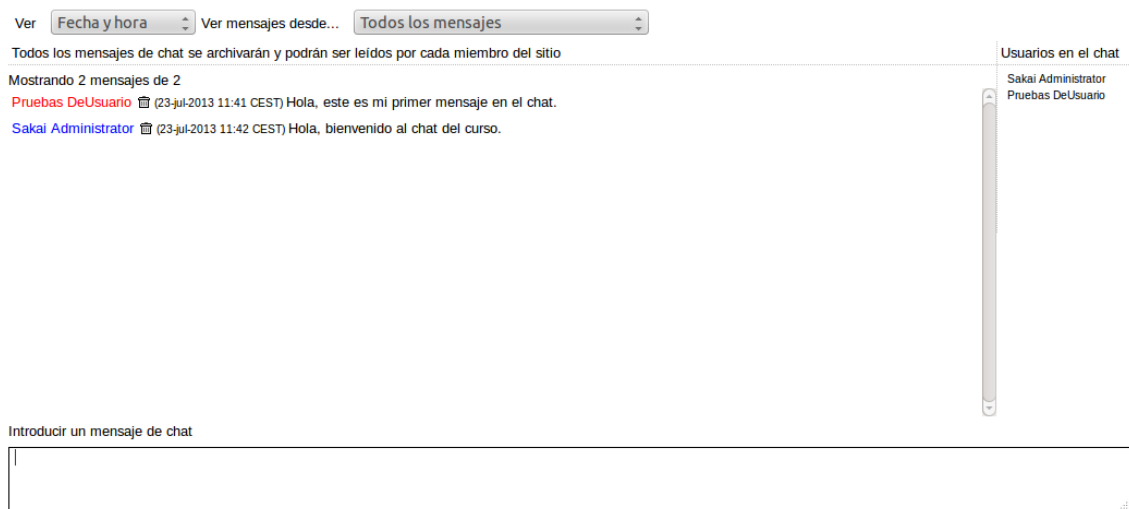 Ver Fecha y hora Ver mensajes desde... Todos los mensajes
Todos los mensajes de chat se archivarán y podrán ser leídos por cada miembro del sitio
Usuarios en el chat
Mostrando 2 mensajes de 2
Sakai Administrator
Pruebas DeUsuario
Pruebas DeUsuario (23-jul-2013 11:41 CEST) Hola, este es mi primer mensaje en el chat.
Sakai Administrator (23-jul-2013 11:42 CEST) Hola, bienvenido al chat del curso.
Introducir un mensaje de chat